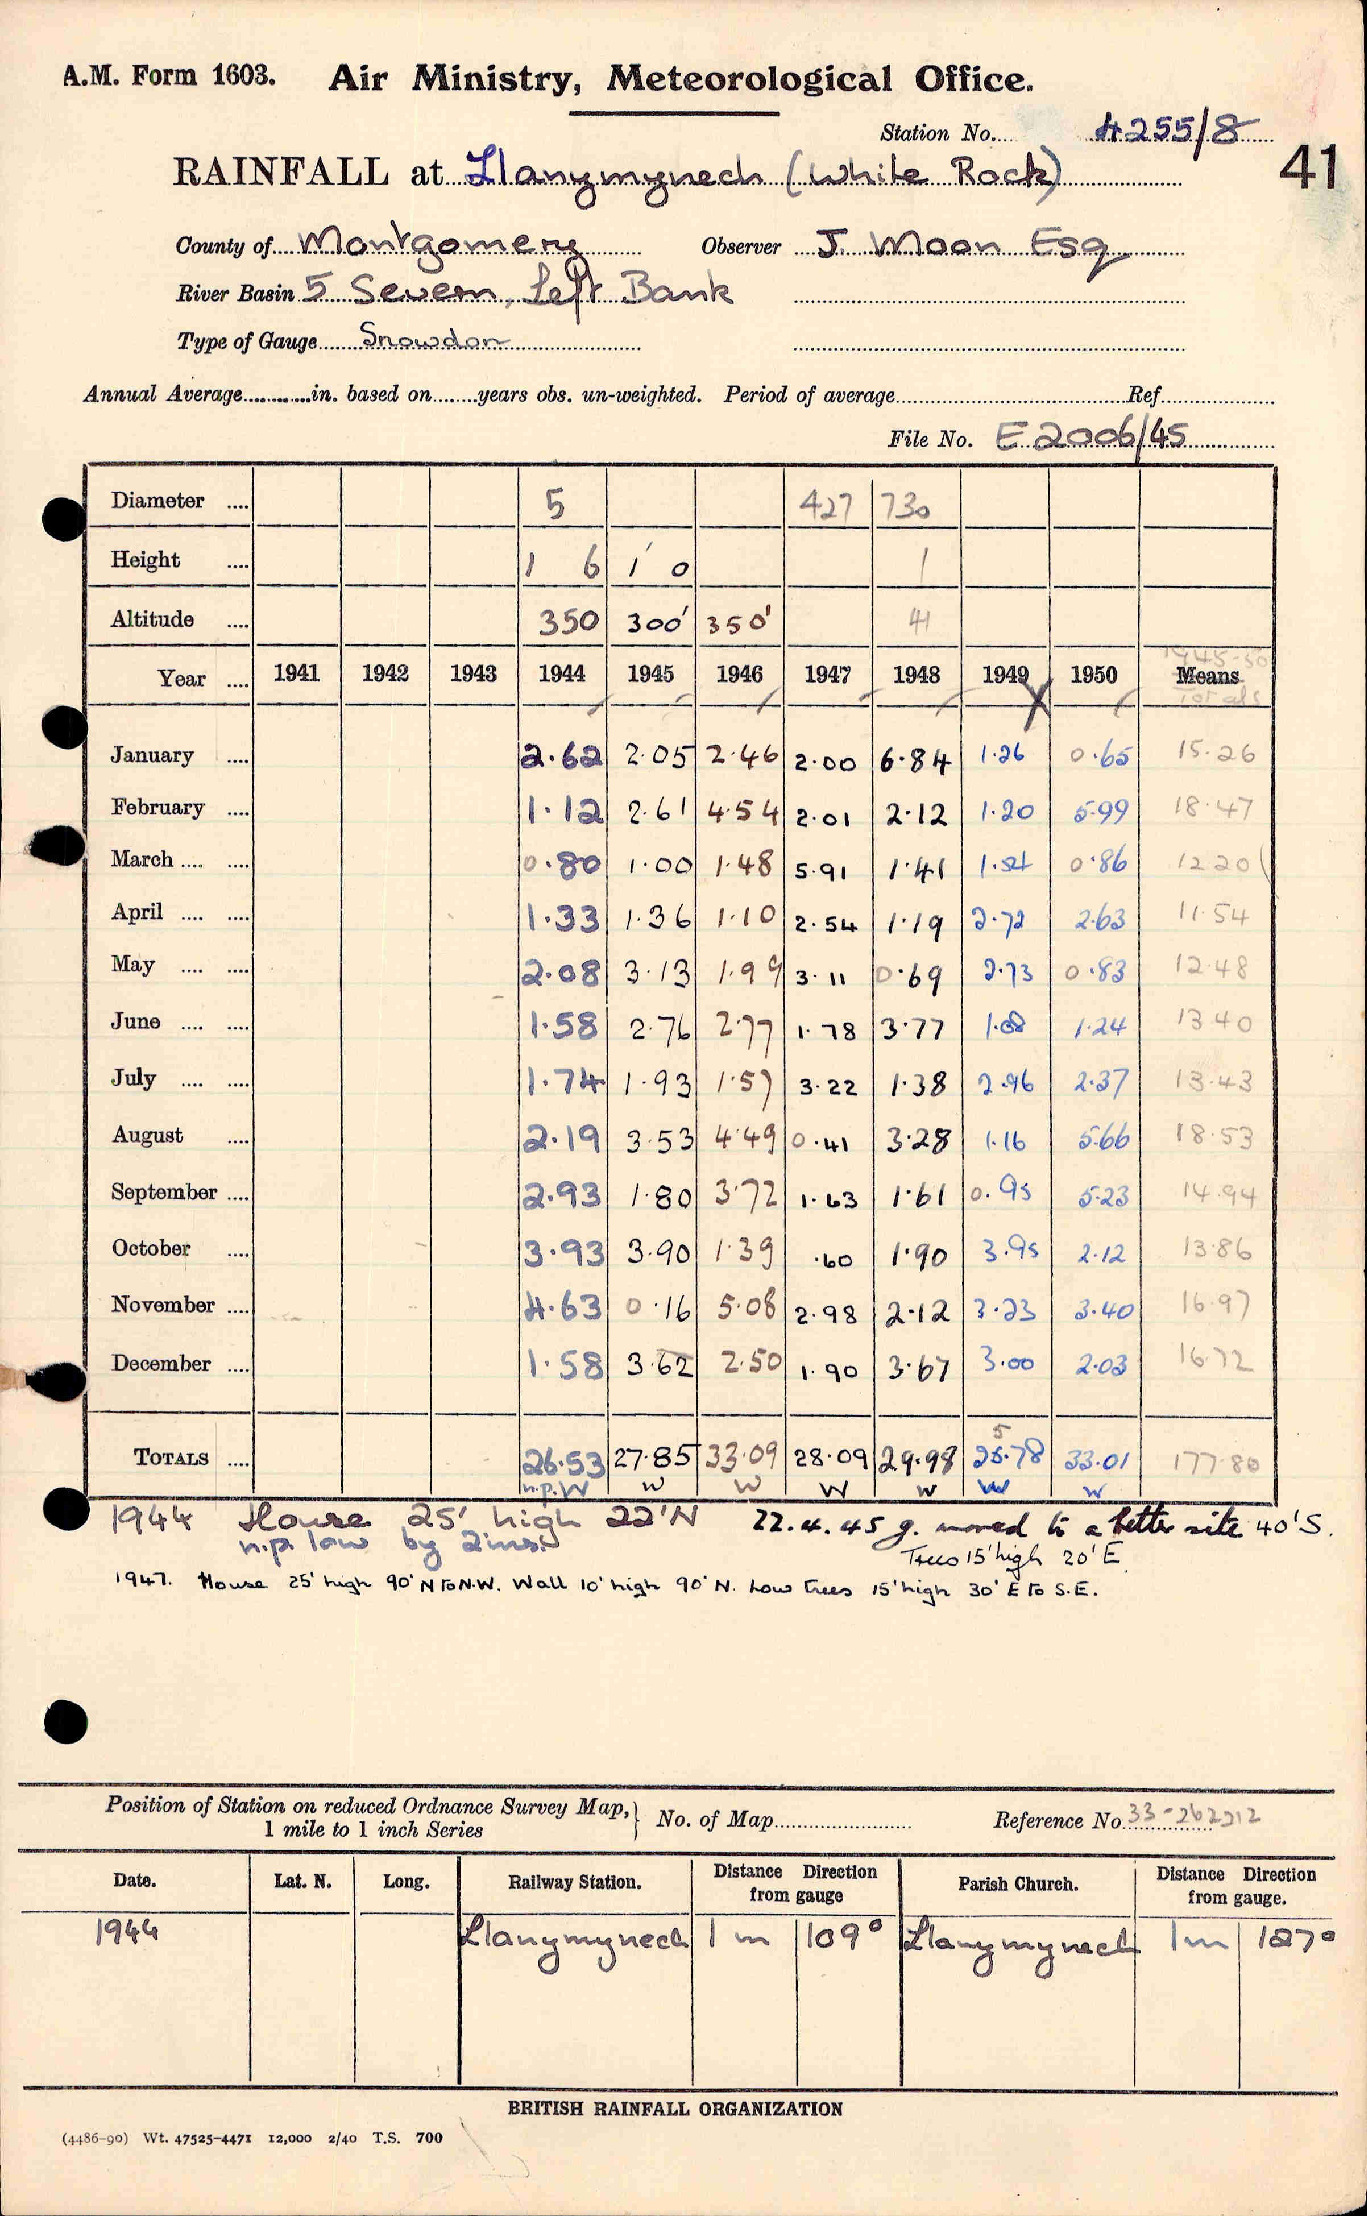 A.M. Form 1603. Air Ministry, Meteorological Office.
Station No. 4255/8
41
RAINFALL at Llanymynech (White Rock)
County of Montgomery Observer J. Moon Esq
River Basin 5 Severn, Left Bank
Type of Gauge Snowdon
Annual Average............in. based on........years obs. un-weighted. Period of average Ref.
File No. E 2006/45
Diameter .... 5 427 730
Height .... 1 6 1' 0 1
Altitude .... 350 300' 350' 41
1945-50
Year .... 1941 1942 1943 1944 1945 1946 1947 1948 1949 X 1950 Means
Totals
January .... 2.62 2.05 2.46 2.00 6.84 1.26 0.65 15.26
February .... 1.12 2.61 4.54 2.01 2.12 1.20 5.99 18.47
March .... .... 0.80 1.00 1.48 5.91 1.41 1.54 0.86 12.20
April .... .... 1.33 1.36 1.10 2.54 1.19 2.72 2.63 11.54
May .... .... 2.08 3.13 1.99 3.11 0.69 2.73 0.83 12.48
June .... .... 1.58 2.76 2.77 1.78 3.77 1.08 1.24 13.40
July .... .... 1.74 1.93 1.57 3.22 1.38 2.96 2.37 13.43
August .... 2.19 3.53 4.49 0.41 3.28 1.16 5.66 18.53
September .... 2.93 1.80 3.72 1.63 1.61 0.95 5.23 14.94
October .... 3.93 3.90 1.39 .60 1.90 3.95 2.12 13.86
November .... 4.63 0.16 5.08 2.98 2.12 3.23 3.40 16.97
December .... 1.58 3.62 2.50 1.90 3.67 3.00 2.03 16.72
5
TOTALS .... 26.53 27.85 33.09 28.09 29.98 25.78 33.01 177.80
n.p. W W W W W W W
1944 House 25' high 22'N 22.4.45 g. moved to a better site 40'S.
n.p low by 2ins Trees 15'high 20'E
1947. House 25' high 90'N to N.W. Wall 10' high 90'N. Low trees 15' high 30' E to S.E.
Position of Station on reduced Ordnance Survey Map, No. of Map Reference No. 33-262212
1 mile to 1 inch Series
Date. Lat. N. Long. Railway Station. Distance Direction from gauge Parish Church. Distance Direction from gauge.
1944 Llanymynech 1 m 109° Llanymynech 1m 107°
BRITISH RAINFALL ORGANIZATION
(4486-90) Wt. 47525-4471 12,000 2/40 T.S. 700